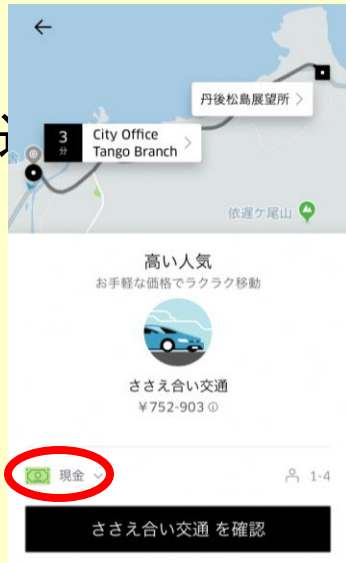 丹後松島展望所 >
3
分
City Office
Tango Branch >
依遅ケ尾山
高い人気
お手軽な価格でラクラク移動
ささえ合い交通
¥752-903 ⓘ
現金
1-4
ささえ合い交通 を確認